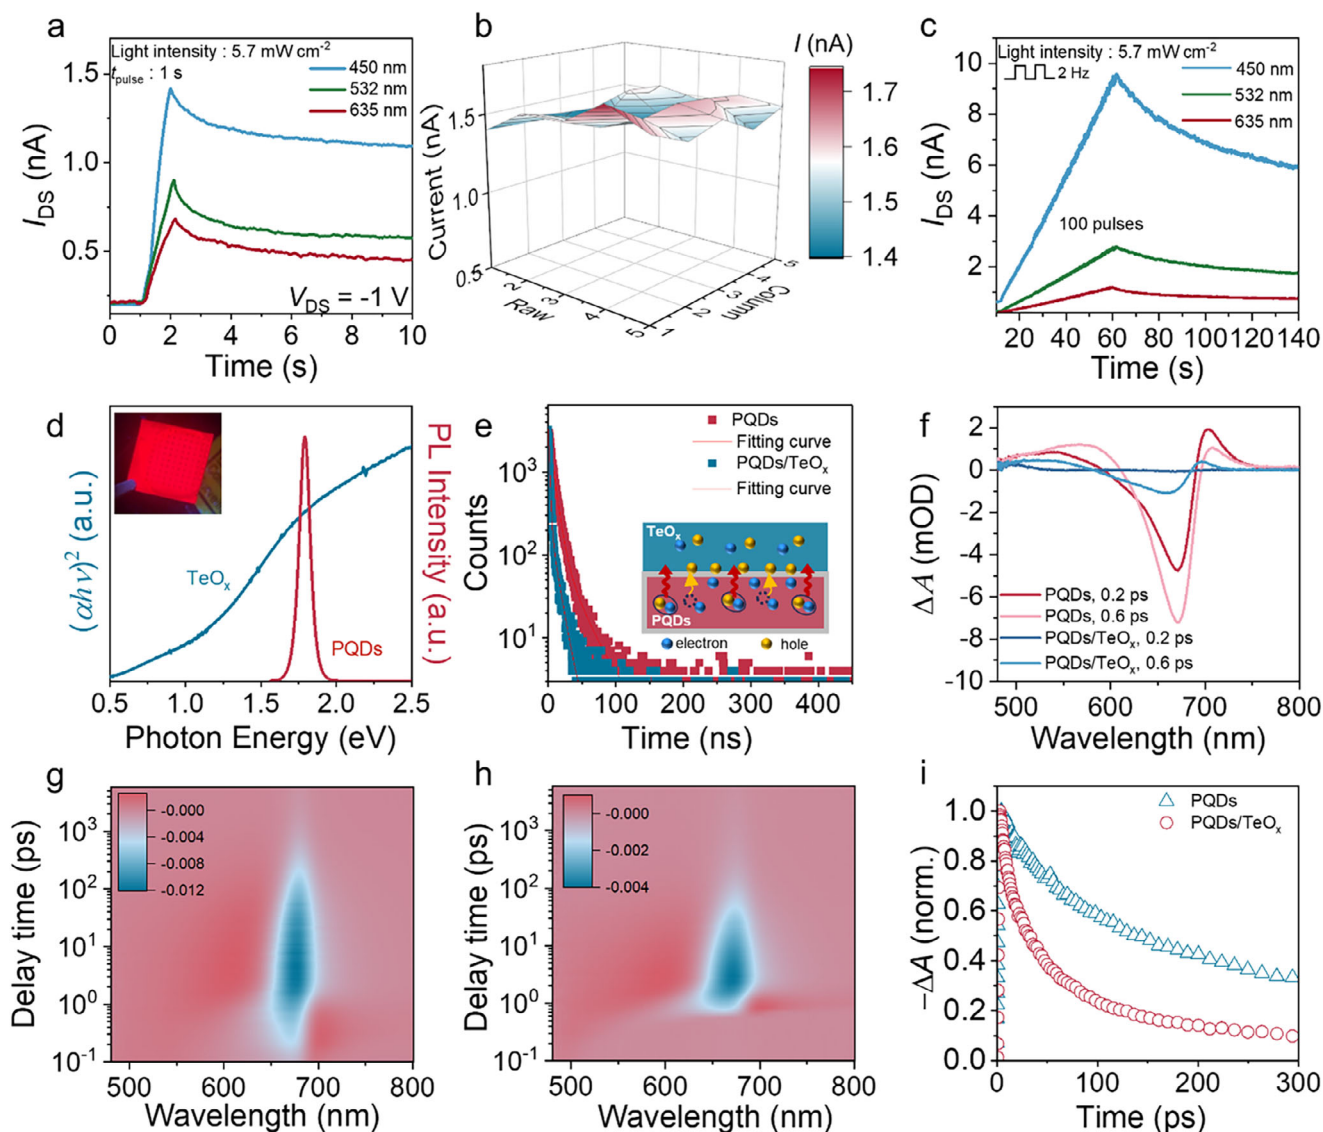 a
Light intensity : 5.7 mW cm⁻²
t_pulse : 1 s
450 nm
532 nm
635 nm
V_DS = -1 V
I_DS (nA)
1.5
1.0
0.5
0 2 4 6 8 10
Time (s)
b
I (nA)
1.7
1.6
1.5
1.4
Current (nA)
1.5
1.0
0.5
2 3 4 5
Raw
1 2 3 4 5
Column
c
Light intensity : 5.7 mW cm⁻²
2 Hz
450 nm
532 nm
635 nm
100 pulses
I_DS (nA)
10
8
6
4
2
20 40 60 80 100 120 140
Time (s)
d
TeOₓ
PQDs
(αhν)² (a.u.)
PL Intensity (a.u.)
0.5 1.0 1.5 2.0 2.5
Photon Energy (eV)
e
PQDs
Fitting curve
PQDs/TeOₓ
Fitting curve
TeOₓ
PQDs
electron hole
Counts
10³
10²
10¹
0 100 200 300 400
Time (ns)
f
ΔA (mOD)
2
0
-2
-4
-6
-8
-10
PQDs, 0.2 ps
PQDs, 0.6 ps
PQDs/TeOₓ, 0.2 ps
PQDs/TeOₓ, 0.6 ps
500 600 700 800
Wavelength (nm)
g
-0.000
-0.004
-0.008
-0.012
Delay time (ps)
10³
10²
10¹
10⁰
10⁻¹
500 600 700 800
Wavelength (nm)
h
-0.000
-0.002
-0.004
Delay time (ps)
10³
10²
10¹
10⁰
10⁻¹
500 600 700 800
Wavelength (nm)
i
PQDs
PQDs/TeOₓ
−ΔA (norm.)
1.0
0.8
0.6
0.4
0.2
0.0
0 100 200 300
Time (ps)